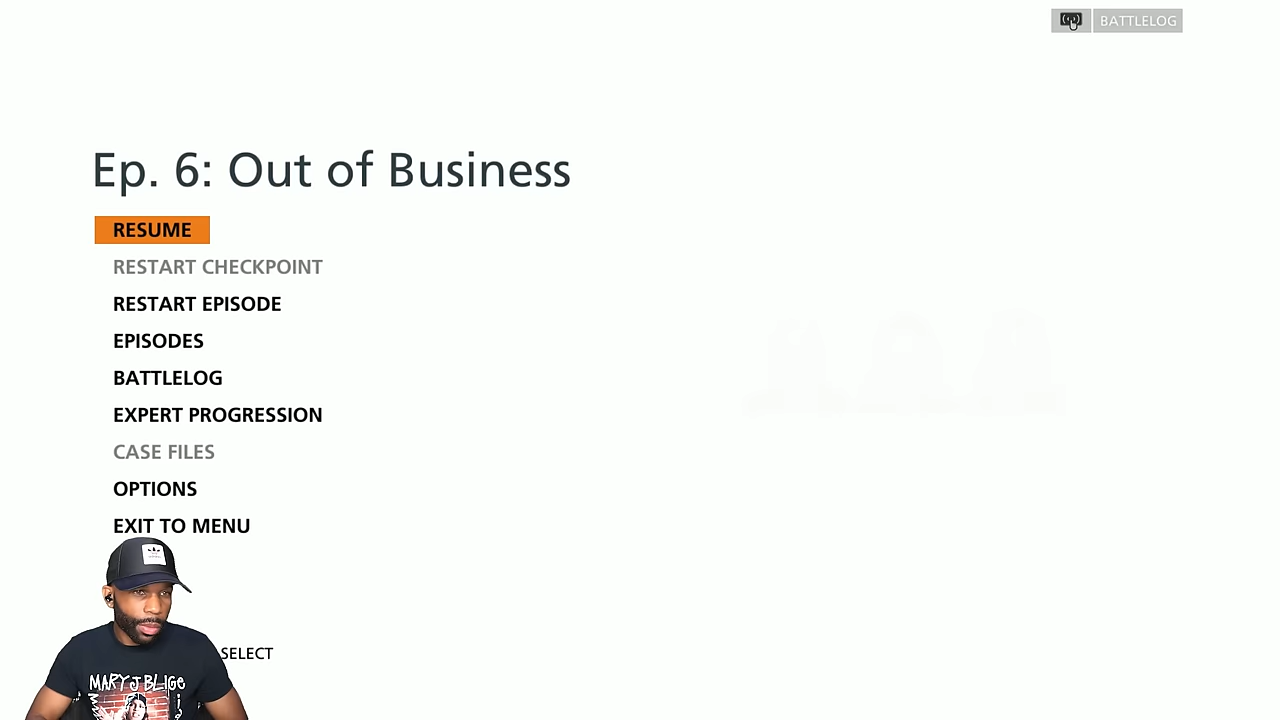 BATTLELOG
Ep. 6: Out of Business
RESUME
RESTART CHECKPOINT
RESTART EPISODE
EPISODES
BATTLELOG
EXPERT PROGRESSION
CASE FILES
OPTIONS
EXIT TO MENU
SELECT
MARY J BLIGE